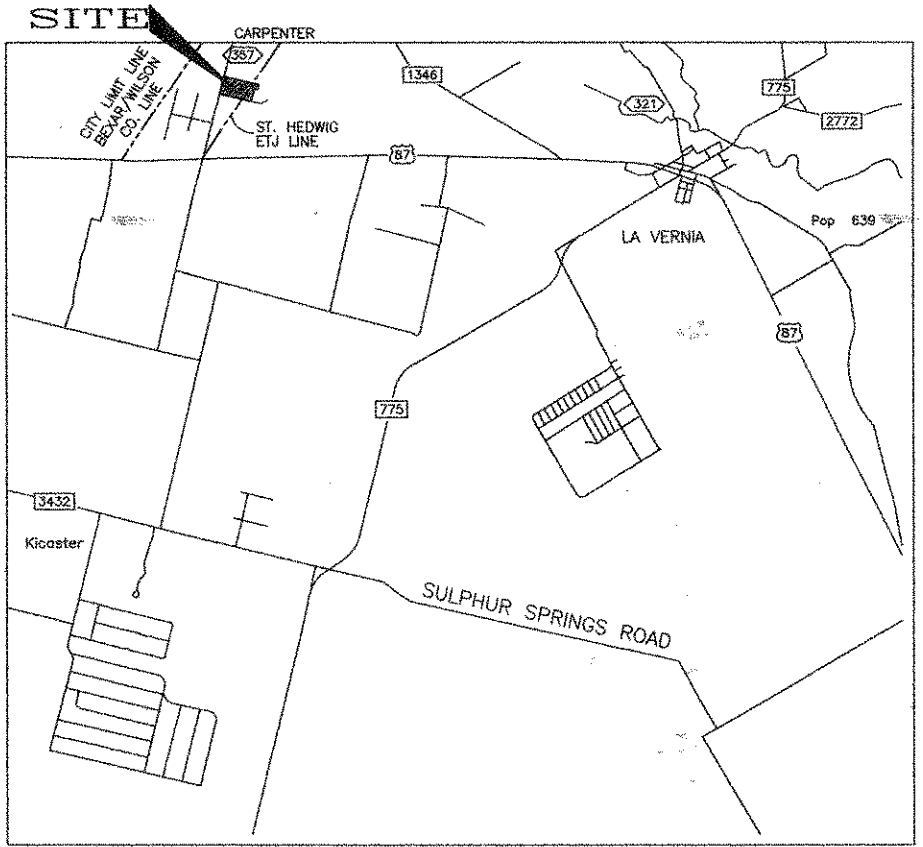 SITE
CARPENTER
357
1346
775
CITY LIMIT LINE
BEXAR/WILSON
CO. LINE
321
2772
ST. HEDWIG
ETJ LINE
87
Pop 639
LA VERNIA
87
775
3432
Kicaster
SULPHUR SPRINGS ROAD